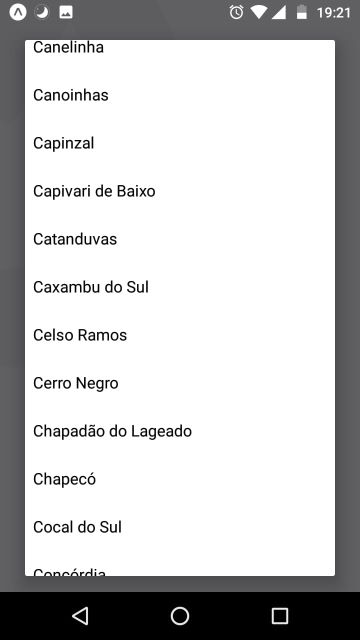 19:21
Canelinha
Canoinhas
Capinzal
Capivari de Baixo
Catanduvas
Caxambu do Sul
Celso Ramos
Cerro Negro
Chapadão do Lageado
Chapecó
Cocal do Sul
Concórdia